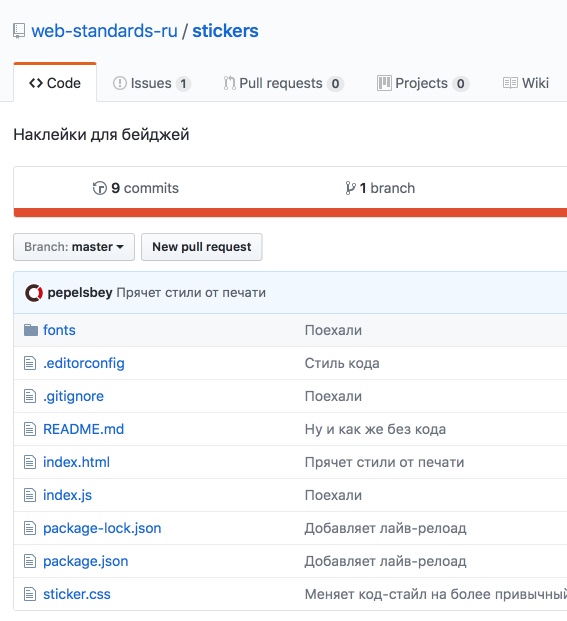 web-standards-ru / stickers
Code Issues 1 Pull requests 0 Projects 0 Wiki
Наклейки для бейджей
9 commits 1 branch
Branch: master New pull request
pepelsbey Прячет стили от печати
fonts Поехали
.editorconfig Стиль кода
.gitignore Поехали
README.md Ну и как же без кода
index.html Прячет стили от печати
index.js Поехали
package-lock.json Добавляет лайв-релоад
package.json Добавляет лайв-релоад
sticker.css Меняет код-стайл на более привычный